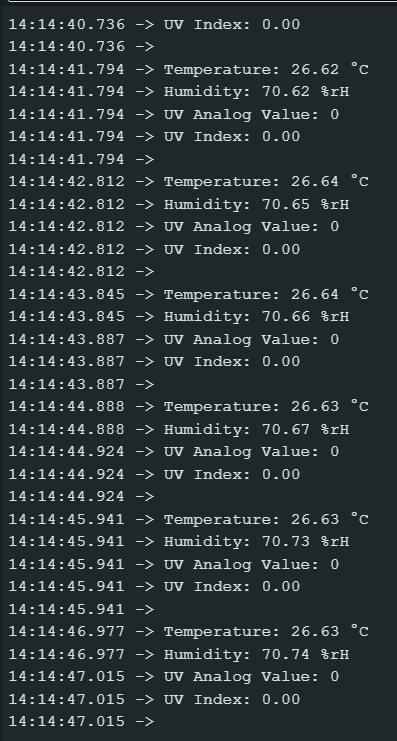 14:14:40.736 -> UV Index: 0.00
14:14:40.736 ->
14:14:41.794 -> Temperature: 26.62 °C
14:14:41.794 -> Humidity: 70.62 %rH
14:14:41.794 -> UV Analog Value: 0
14:14:41.794 -> UV Index: 0.00
14:14:41.794 ->
14:14:42.812 -> Temperature: 26.64 °C
14:14:42.812 -> Humidity: 70.65 %rH
14:14:42.812 -> UV Analog Value: 0
14:14:42.812 -> UV Index: 0.00
14:14:42.812 ->
14:14:43.845 -> Temperature: 26.64 °C
14:14:43.845 -> Humidity: 70.66 %rH
14:14:43.887 -> UV Analog Value: 0
14:14:43.887 -> UV Index: 0.00
14:14:43.887 ->
14:14:44.888 -> Temperature: 26.63 °C
14:14:44.888 -> Humidity: 70.67 %rH
14:14:44.924 -> UV Analog Value: 0
14:14:44.924 -> UV Index: 0.00
14:14:44.924 ->
14:14:45.941 -> Temperature: 26.63 °C
14:14:45.941 -> Humidity: 70.73 %rH
14:14:45.941 -> UV Analog Value: 0
14:14:45.941 -> UV Index: 0.00
14:14:45.941 ->
14:14:46.977 -> Temperature: 26.63 °C
14:14:46.977 -> Humidity: 70.74 %rH
14:14:47.015 -> UV Analog Value: 0
14:14:47.015 -> UV Index: 0.00
14:14:47.015 ->